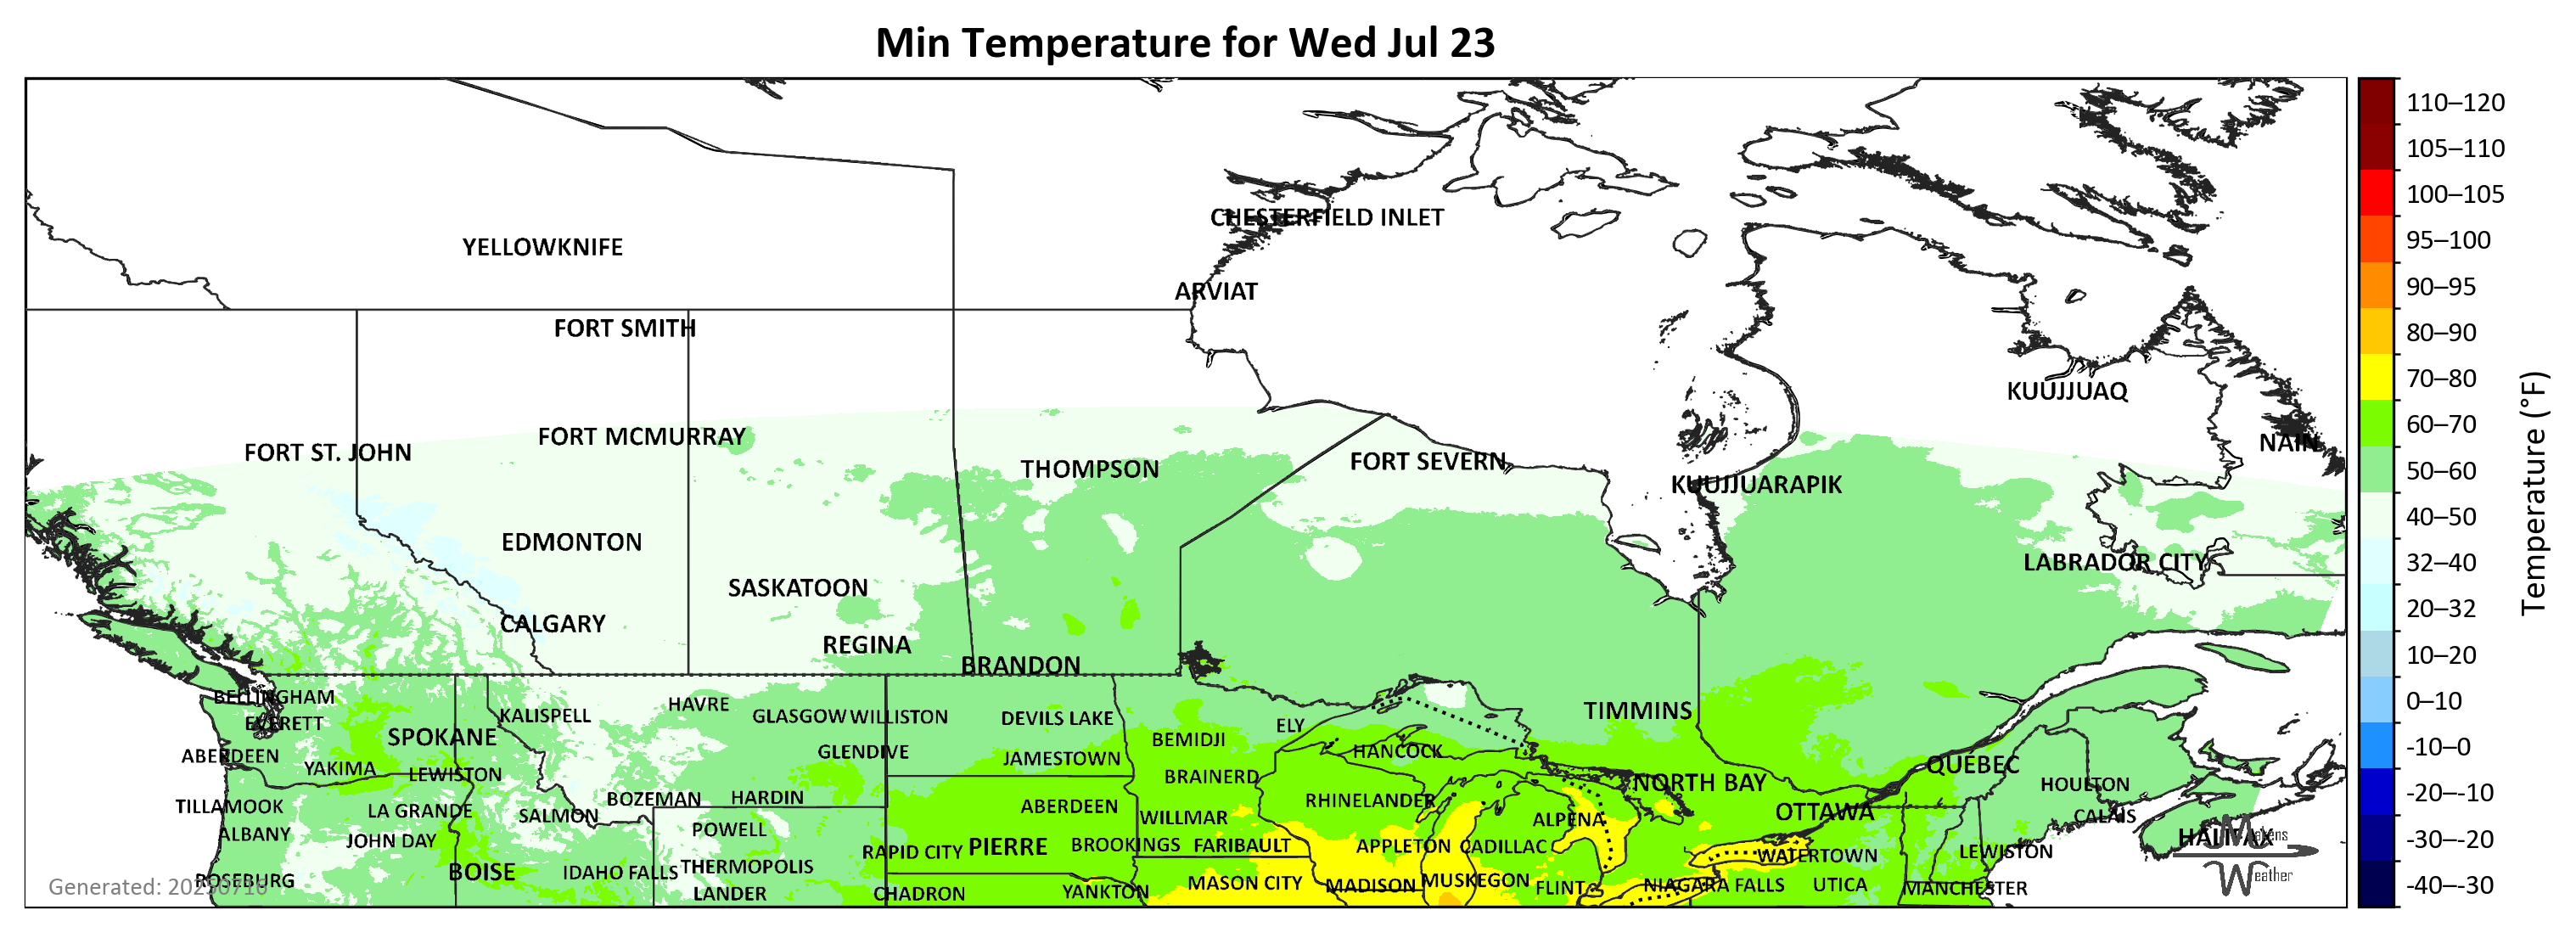 Min Temperature for Wed Jul 23
110–120
105–110
100–105
95–100
90–95
80–90
70–80
60–70
50–60
40–50
32–40
20–32
10–20
0–10
-10–0
-20–-10
-30–-20
-40–-30
Temperature (°F)
CHESTERFIELD INLET
YELLOWKNIFE
ARVIAT
FORT SMITH
KUUJJUAQ
FORT MCMURRAY
NAIN
FORT ST. JOHN
FORT SEVERN
THOMPSON
KUUJJUARAPIK
EDMONTON
LABRADOR CITY
SASKATOON
CALGARY
REGINA
BRANDON
BELLINGHAM
HAVRE
TIMMINS
KALISPELL
GLASGOW
WILLISTON
DEVILS LAKE
EVERETT
ELY
SPOKANE
BEMIDJI
HANCOCK
GLENDIVE
ABERDEEN
JAMESTOWN
QUÉBEC
YAKIMA
LEWISTON
BRAINERD
NORTH BAY
HOULTON
BOZEMAN
HARDIN
RHINELANDER
TILLAMOOK
ABERDEEN
LA GRANDE
OTTAWA
SALMON
WILLMAR
CALAIS
ALPENA
POWELL
ALBANY
HALIFAX
Makens
JOHN DAY
PIERRE
BROOKINGS
FARIBAULT
APPLETON
CADILLAC
RAPID CITY
LEWISTON
WATERTOWN
THERMOPOLIS
BOISE
IDAHO FALLS
Weather
ROSEBURG
MUSKEGON
MASON CITY
MADISON
NIAGARA FALLS
UTICA
Generated: 20250716
FLINT
MANCHESTER
LANDER
CHADRON
YANKTON